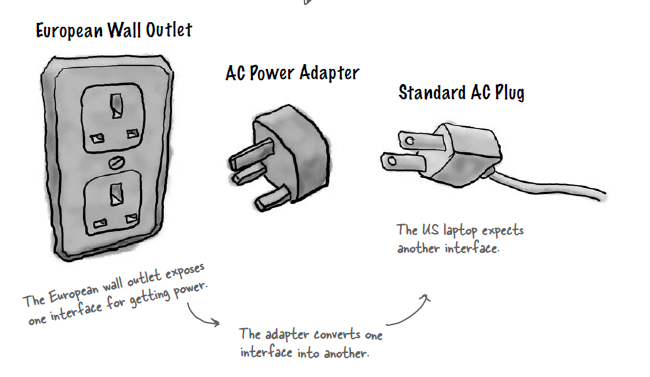 European Wall Outlet
AC Power Adapter
Standard AC Plug
The US laptop expects
another interface.
The European wall outlet exposes
one interface for getting power.
The adapter converts one
interface into another.